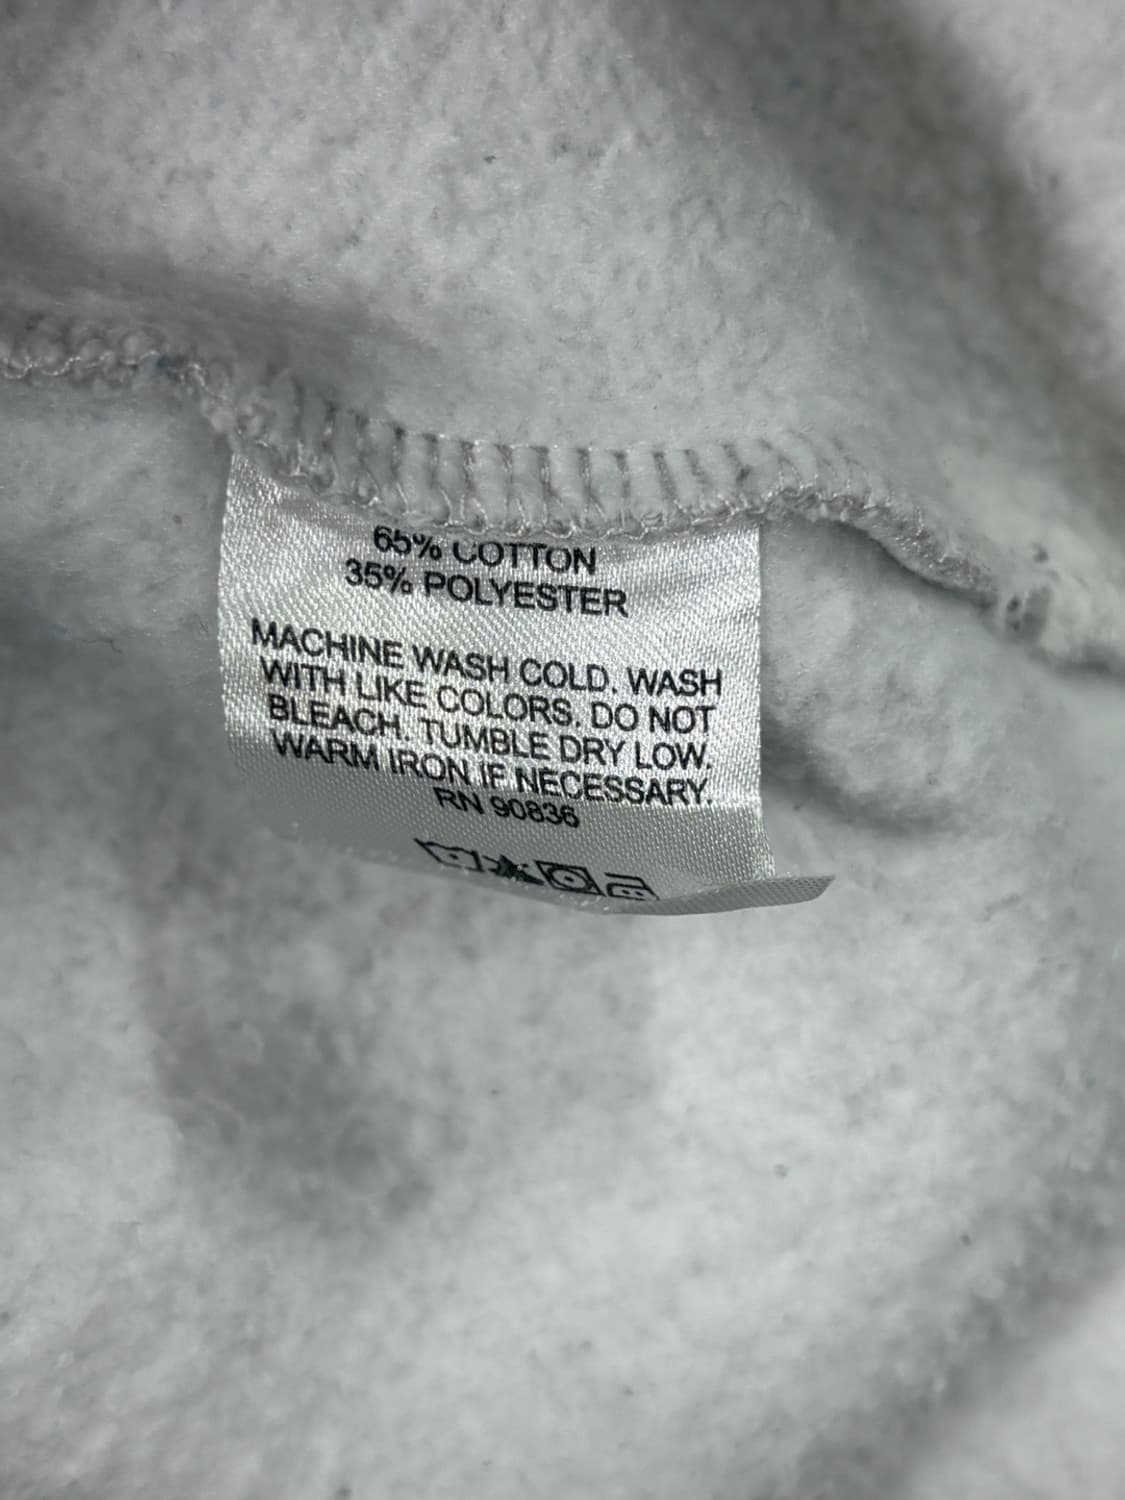 65% COTTON
35% POLYESTER
MACHINE WASH COLD. WASH
WITH LIKE COLORS. DO NOT
BLEACH. TUMBLE DRY LOW.
WARM IRON IF NECESSARY.
RN 90836